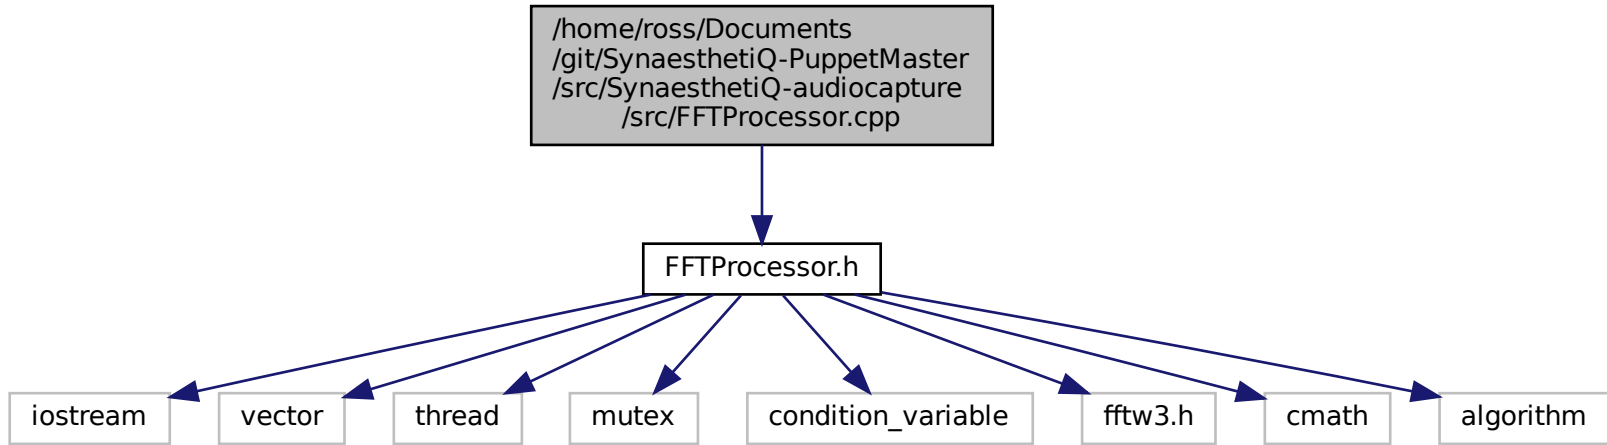 /home/ross/Documents
/git/SynaesthetiQ-PuppetMaster
/src/SynaesthetiQ-audiocapture
/src/FFTProcessor.cpp
FFTProcessor.h
iostream
vector
thread
mutex
condition_variable
fftw3.h
cmath
algorithm